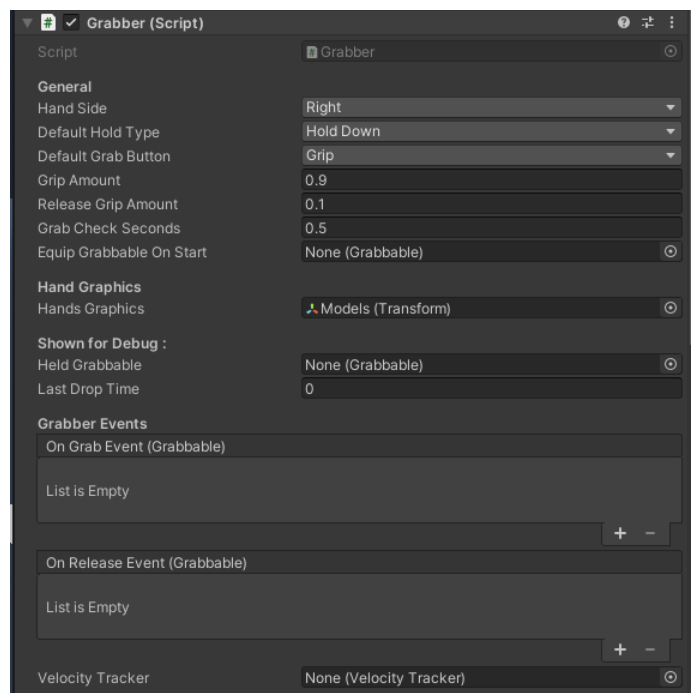 Grabber (Script)
Script Grabber
General
Hand Side Right
Default Hold Type Hold Down
Default Grab Button Grip
Grip Amount 0.9
Release Grip Amount 0.1
Grab Check Seconds 0.5
Equip Grabbable On Start None (Grabbable)
Hand Graphics
Hands Graphics Models (Transform)
Shown for Debug :
Held Grabbable None (Grabbable)
Last Drop Time 0
Grabber Events
On Grab Event (Grabbable)
List is Empty
+ −
On Release Event (Grabbable)
List is Empty
+ −
Velocity Tracker None (Velocity Tracker)